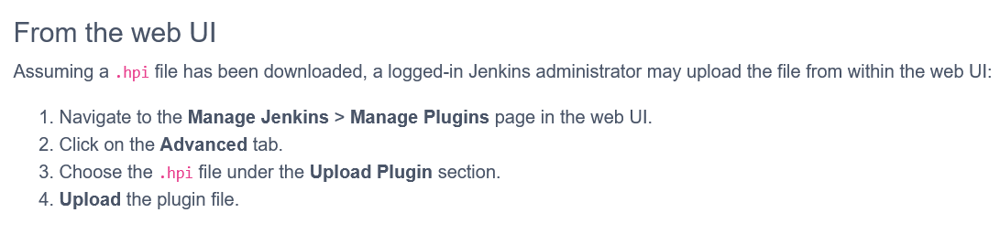 From the web UI
Assuming a .hpi file has been downloaded, a logged-in Jenkins administrator may upload the file from within the web UI:
1. Navigate to the Manage Jenkins > Manage Plugins page in the web UI.
2. Click on the Advanced tab.
3. Choose the .hpi file under the Upload Plugin section.
4. Upload the plugin file.